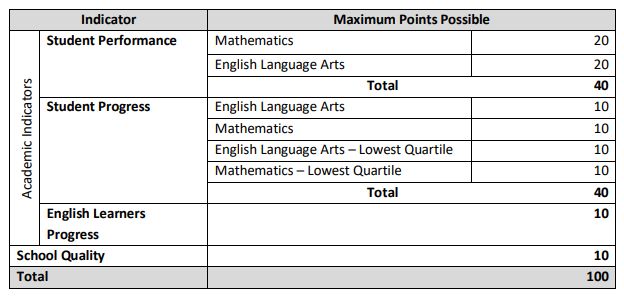 Indicator Maximum Points Possible
Academic Indicators
Student Performance Mathematics 20
English Language Arts 20
Total 40
Student Progress English Language Arts 10
Mathematics 10
English Language Arts – Lowest Quartile 10
Mathematics – Lowest Quartile 10
Total 40
English Learners 10
Progress
School Quality 10
Total 100